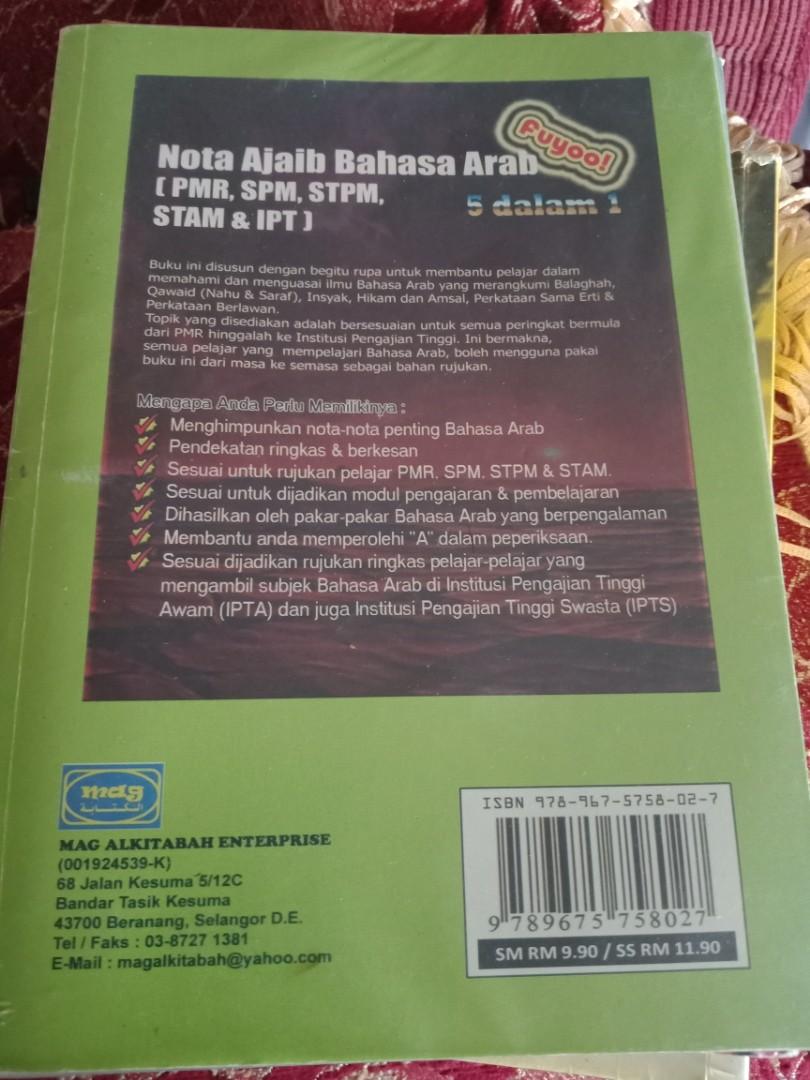 Fuyoo!
Nota Ajaib Bahasa Arab
( PMR, SPM, STPM,
STAM & IPT )
5 dalam 1
Buku ini disusun dengan begitu rupa untuk membantu pelajar dalam
memahami dan menguasai ilmu Bahasa Arab yang merangkumi Balaghah,
Qawaid (Nahu & Saraf), Insyak, Hikam dan Amsal, Perkataan Sama Erti &
Perkataan Berlawan.
Topik yang disediakan adalah bersesuaian untuk semua peringkat bermula
dari PMR hinggalah ke Institusi Pengajian Tinggi. Ini bermakna,
semua pelajar yang mempelajari Bahasa Arab, boleh mengguna pakai
buku ini dari masa ke semasa sebagai bahan rujukan.
Mengapa Anda Perlu Memilikinya :
Menghimpunkan nota-nota penting Bahasa Arab
Pendekatan ringkas & berkesan
Sesuai untuk rujukan pelajar PMR, SPM, STPM & STAM.
Sesuai untuk dijadikan modul pengajaran & pembelajaran
Dihasilkan oleh pakar-pakar Bahasa Arab yang berpengalaman
Membantu anda memperolehi "A" dalam peperiksaan.
Sesuai dijadikan rujukan ringkas pelajar-pelajar yang
mengambil subjek Bahasa Arab di Institusi Pengajian Tinggi
Awam (IPTA) dan juga Institusi Pengajian Tinggi Swasta (IPTS)
mag
الكتابة
MAG ALKITABAH ENTERPRISE
(001924539-K)
68 Jalan Kesuma 5/12C
Bandar Tasik Kesuma
43700 Beranang, Selangor D.E.
Tel / Faks : 03-8727 1381
E-Mail : magalkitabah@yahoo.com
ISBN 978-967-5758-02-7
9 789675 758027
SM RM 9.90 / SS RM 11.90